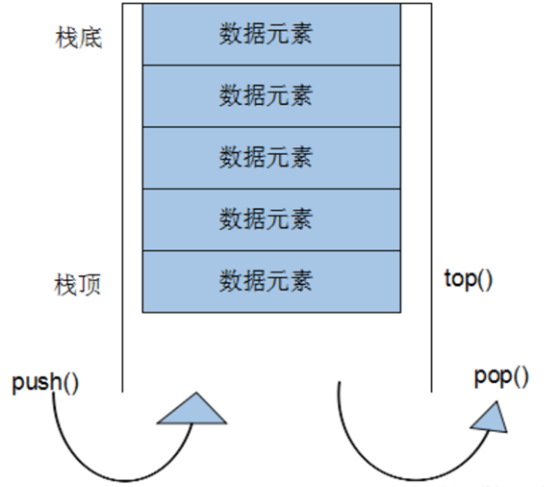 栈底 数据元素
数据元素
数据元素
数据元素
栈顶 数据元素 top()
push() pop()